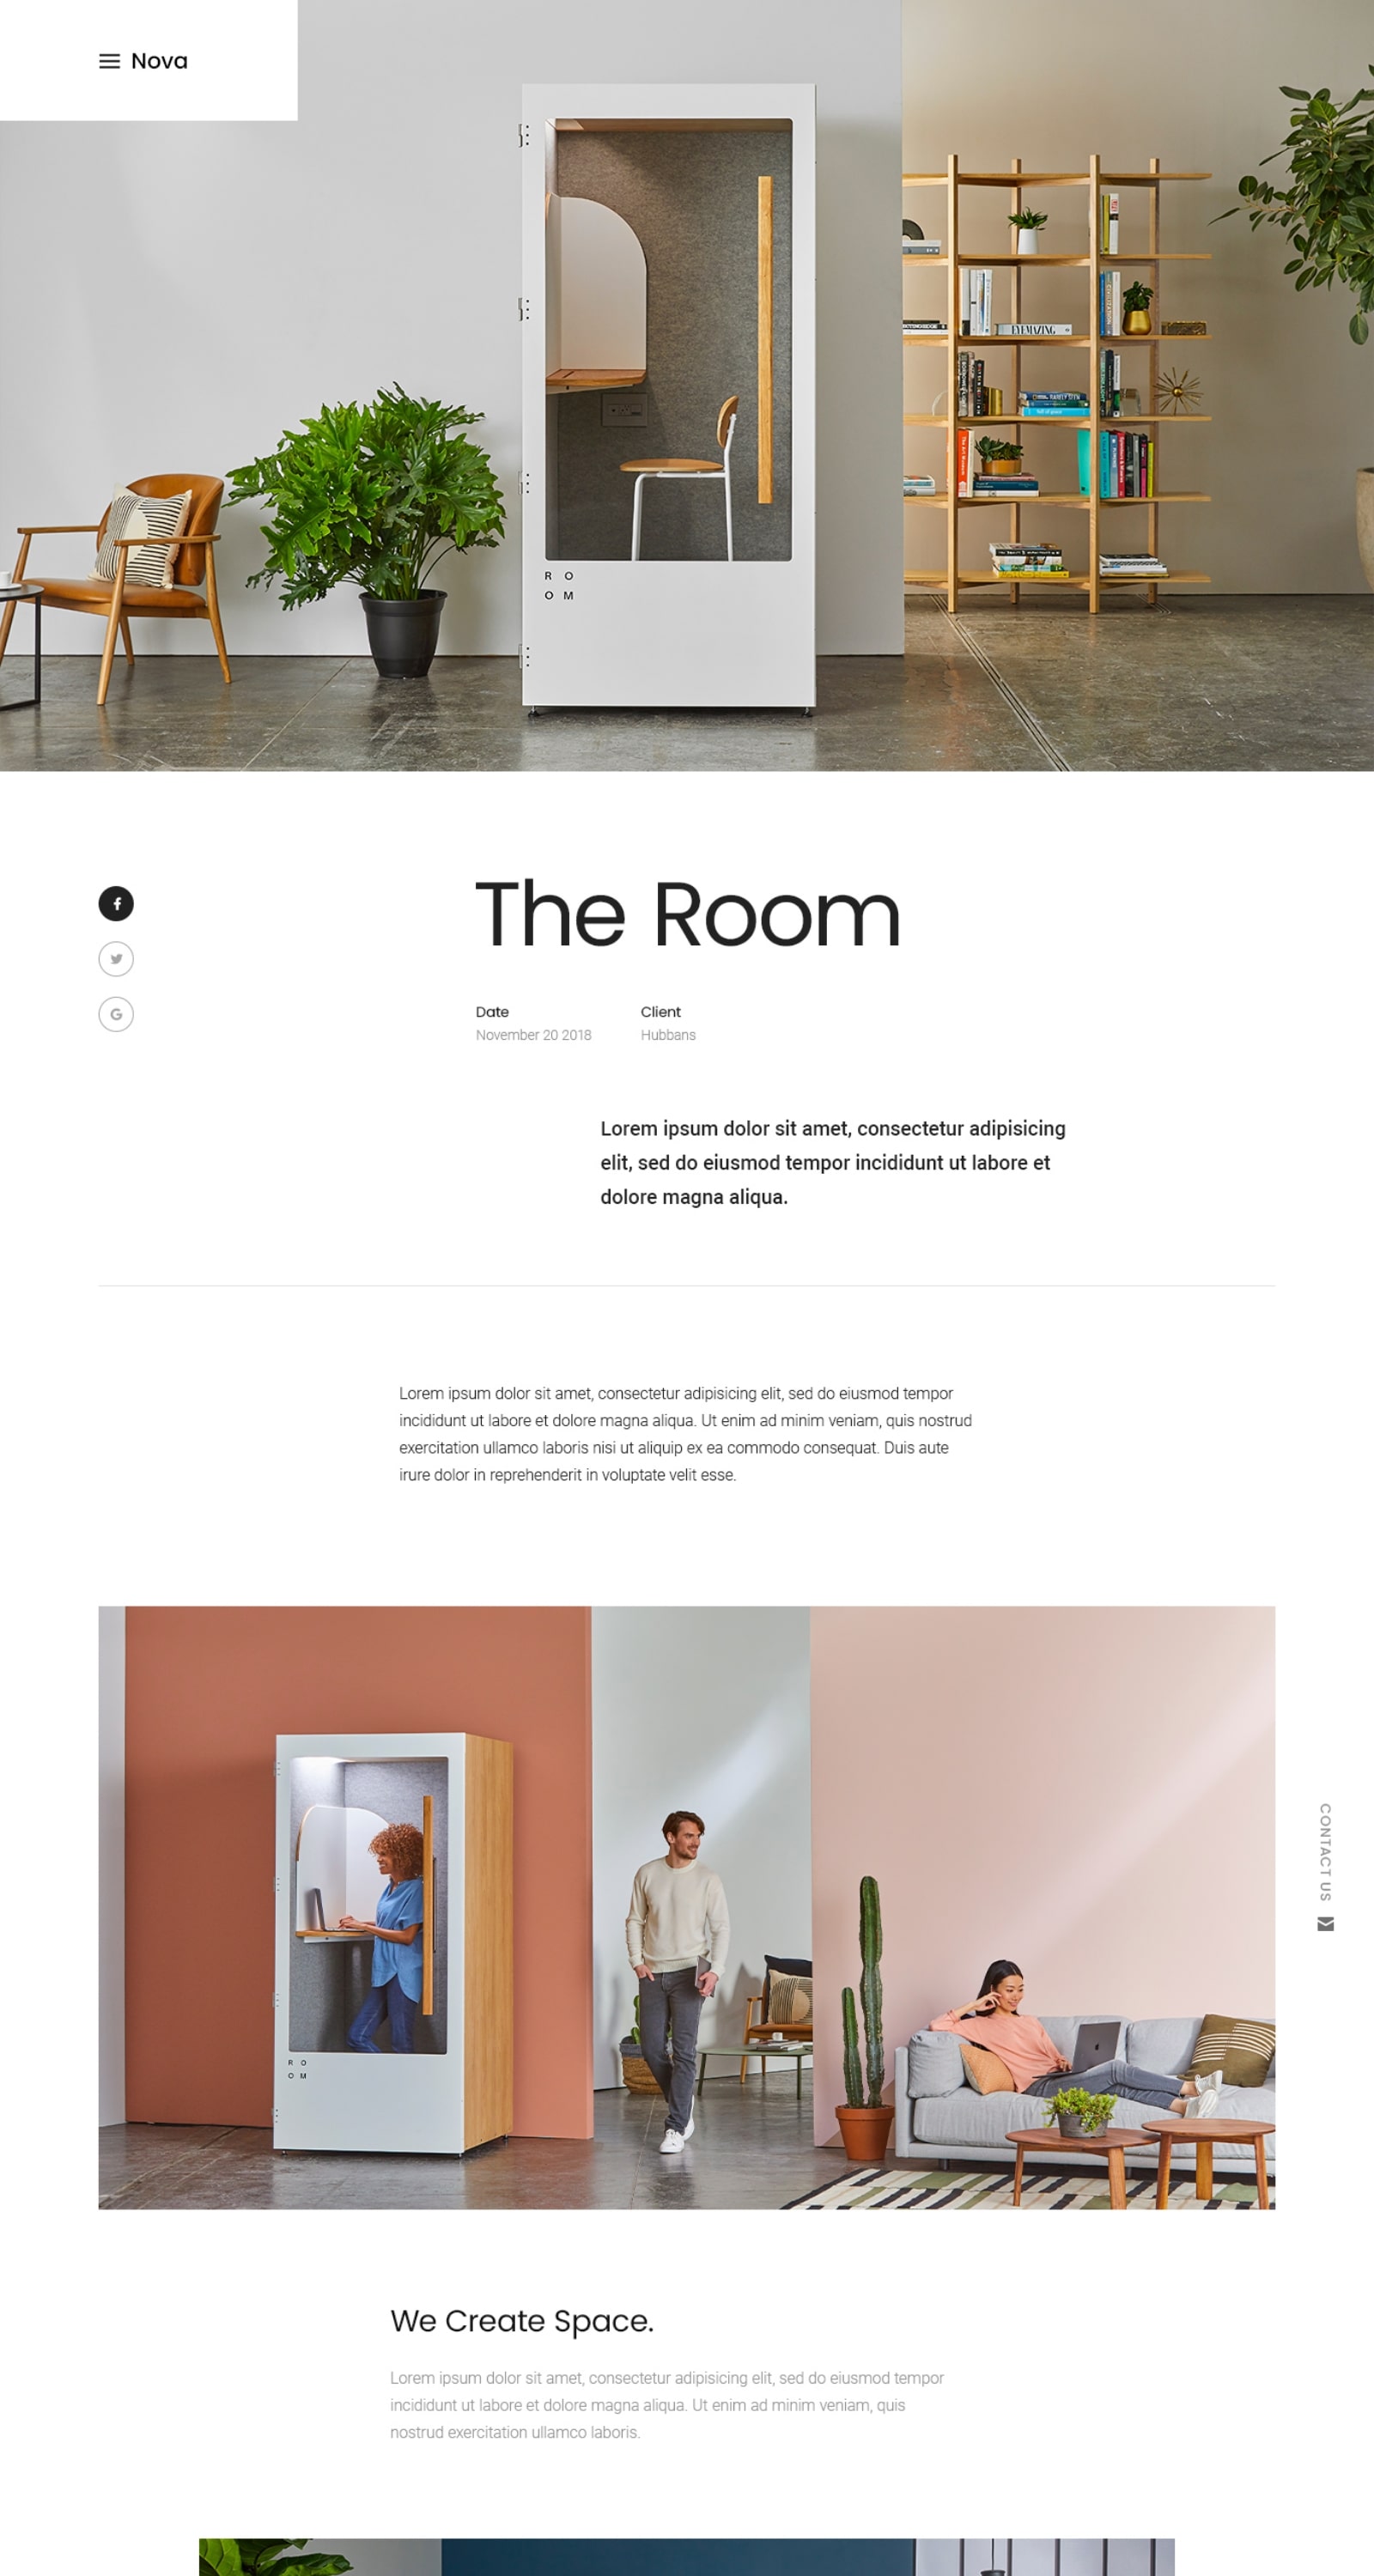 Nova
EYEMAZING
R O
O M
The Room
Date
Client
November 20 2018
Hubbans
Lorem ipsum dolor sit amet, consectetur adipisicing
elit, sed do eiusmod tempor incididunt ut labore et
dolore magna aliqua.
Lorem ipsum dolor sit amet, consectetur adipisicing elit, sed do eiusmod tempor
incididunt ut labore et dolore magna aliqua. Ut enim ad minim veniam, quis nostrud
exercitation ullamco laboris nisi ut aliquip ex ea commodo consequat. Duis aute
irure dolor in reprehenderit in voluptate velit esse.
R O
O M
CONTACT US
We Create Space.
Lorem ipsum dolor sit amet, consectetur adipisicing elit, sed do eiusmod tempor
incididunt ut labore et dolore magna aliqua. Ut enim ad minim veniam, quis
nostrud exercitation ullamco laboris.